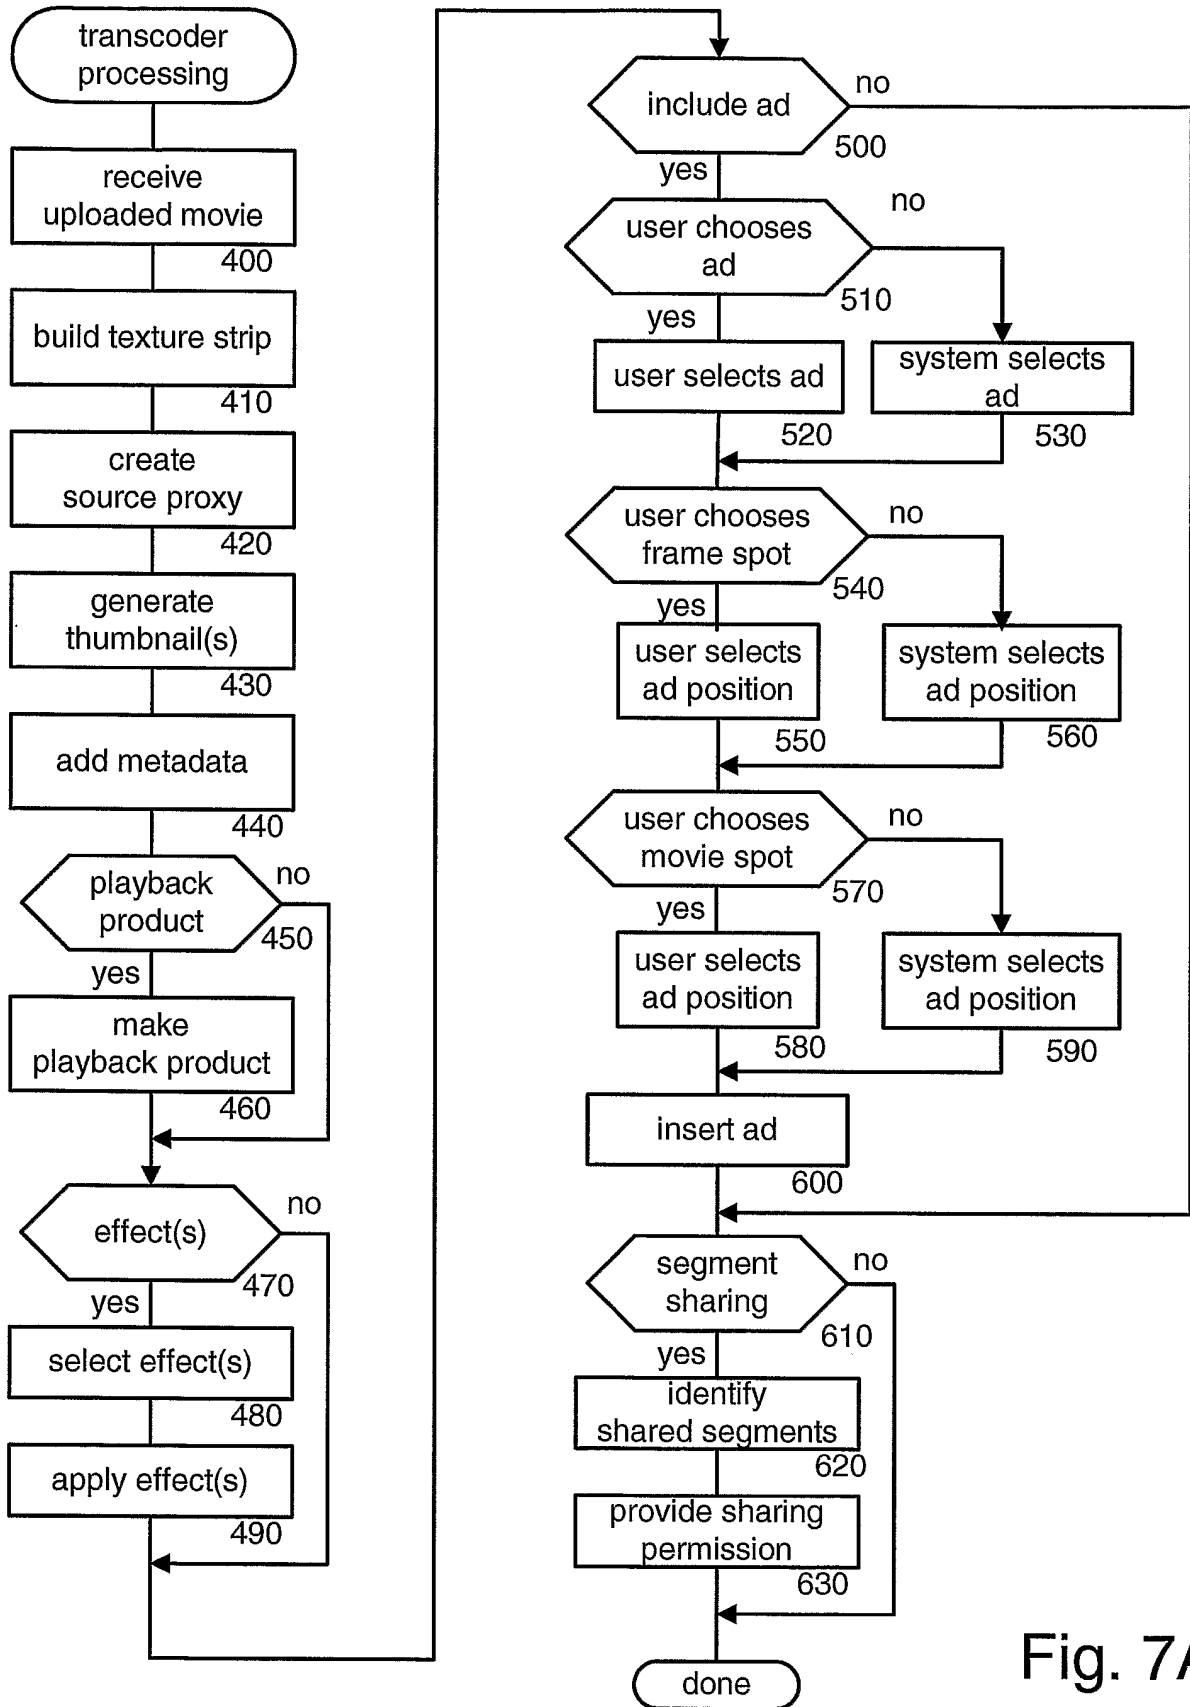 transcoder
processing
receive
uploaded movie
400
build texture strip
410
create
source proxy
420
generate
thumbnail(s)
430
add metadata
440
playback
product
no
450
yes
make
playback product
460
effect(s)
no
470
yes
select effect(s)
480
apply effect(s)
490
include ad
no
500
yes
user chooses
ad
no
510
yes
user selects ad
520
system selects
ad
530
user chooses
frame spot
no
540
yes
user selects
ad position
550
system selects
ad position
560
user chooses
movie spot
no
570
yes
user selects
ad position
580
system selects
ad position
590
insert ad
600
segment
sharing
no
610
yes
identify
shared segments
620
provide sharing
permission
630
done
Fig. 7A